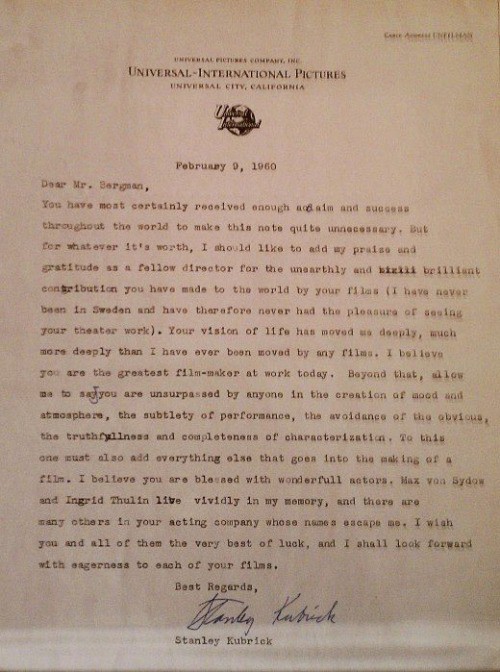 Cable Address UNFILMAN
UNIVERSAL PICTURES COMPANY, INC.
UNIVERSAL-INTERNATIONAL PICTURES
UNIVERSAL CITY, CALIFORNIA
Universal International
February 9, 1960
Dear Mr. Bergman,
You have most certainly received enough acclaim and success
throughout the world to make this note quite unnecessary. But
for whatever it's worth, I should like to add my praise and
gratitude as a fellow director for the unearthly and brilliant
contribution you have made to the world by your films (I have never
been in Sweden and have therefore never had the pleasure of seeing
your theater work). Your vision of life has moved me deeply, much
more deeply than I have ever been moved by any films. I believe
you are the greatest film-maker at work today. Beyond that, allow
me to say you are unsurpassed by anyone in the creation of mood and
atmosphere, the subtlety of performance, the avoidance of the obvious,
the truthfullness and completeness of characterization. To this
one must also add everything else that goes into the making of a
film. I believe you are blessed with wonderfull actors. Max von Sydow
and Ingrid Thulin live vividly in my memory, and there are
many others in your acting company whose names escape me. I wish
you and all of them the very best of luck, and I shall look forward
with eagerness to each of your films.
Best Regards,
Stanley Kubrick
Stanley Kubrick